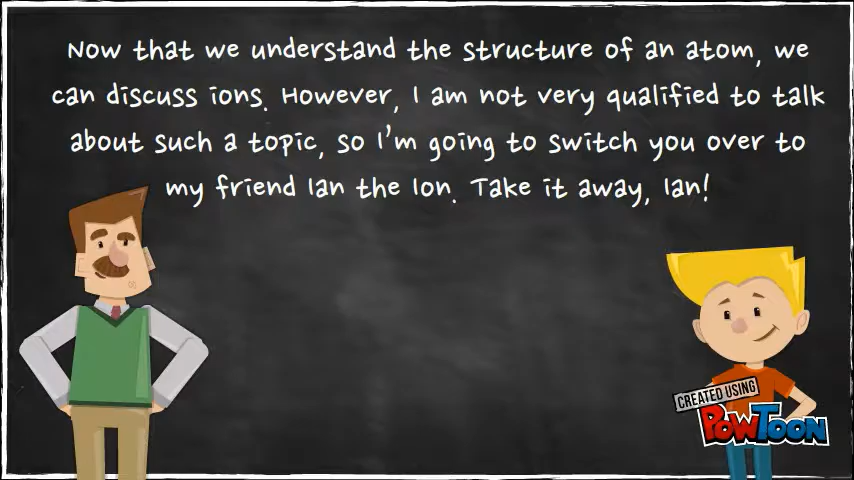 Now that we understand the structure of an atom, we
can discuss ions. However, I am not very qualified to talk
about such a topic, so I'm going to switch you over to
my friend Ian the Ion. Take it away, Ian!
CREATED USING
POWTOON